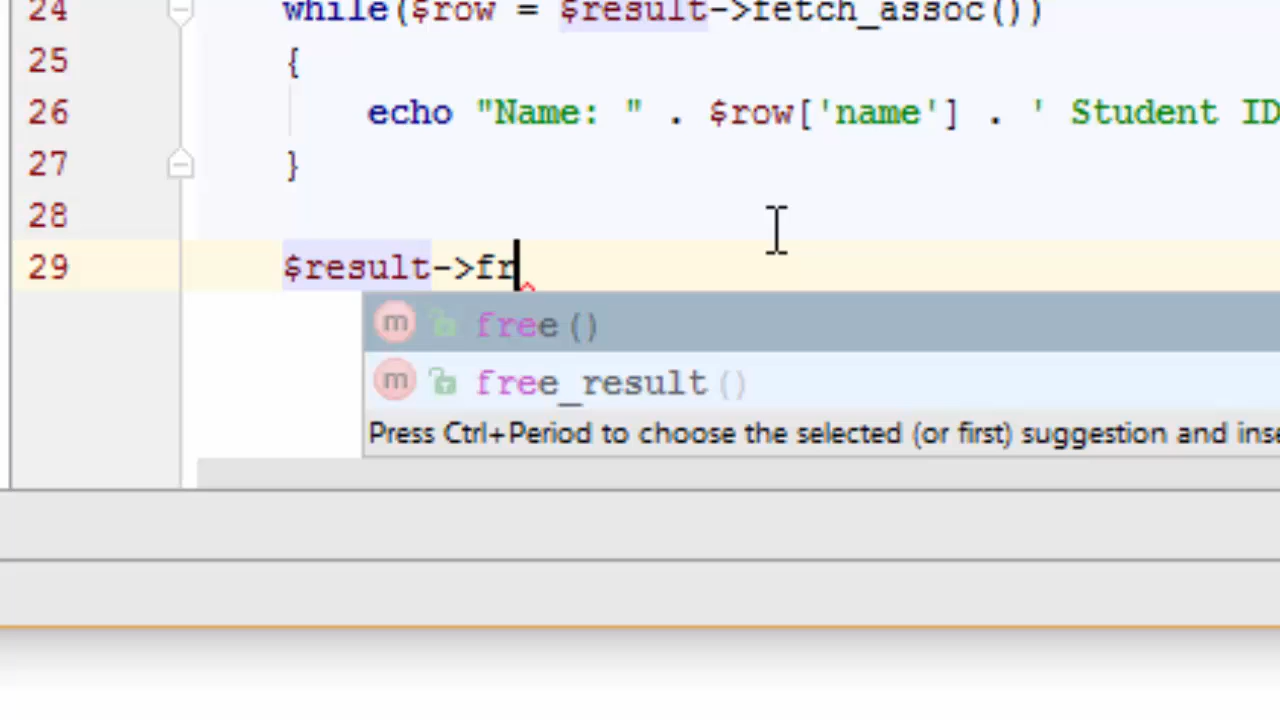 24 while($row = $result->fetch_assoc())
25 {
26 echo "Name: " . $row['name'] . ' Student ID
27 }
28
29 $result->fr
m free()
m free_result()
Press Ctrl+Period to choose the selected (or first) suggestion and inse